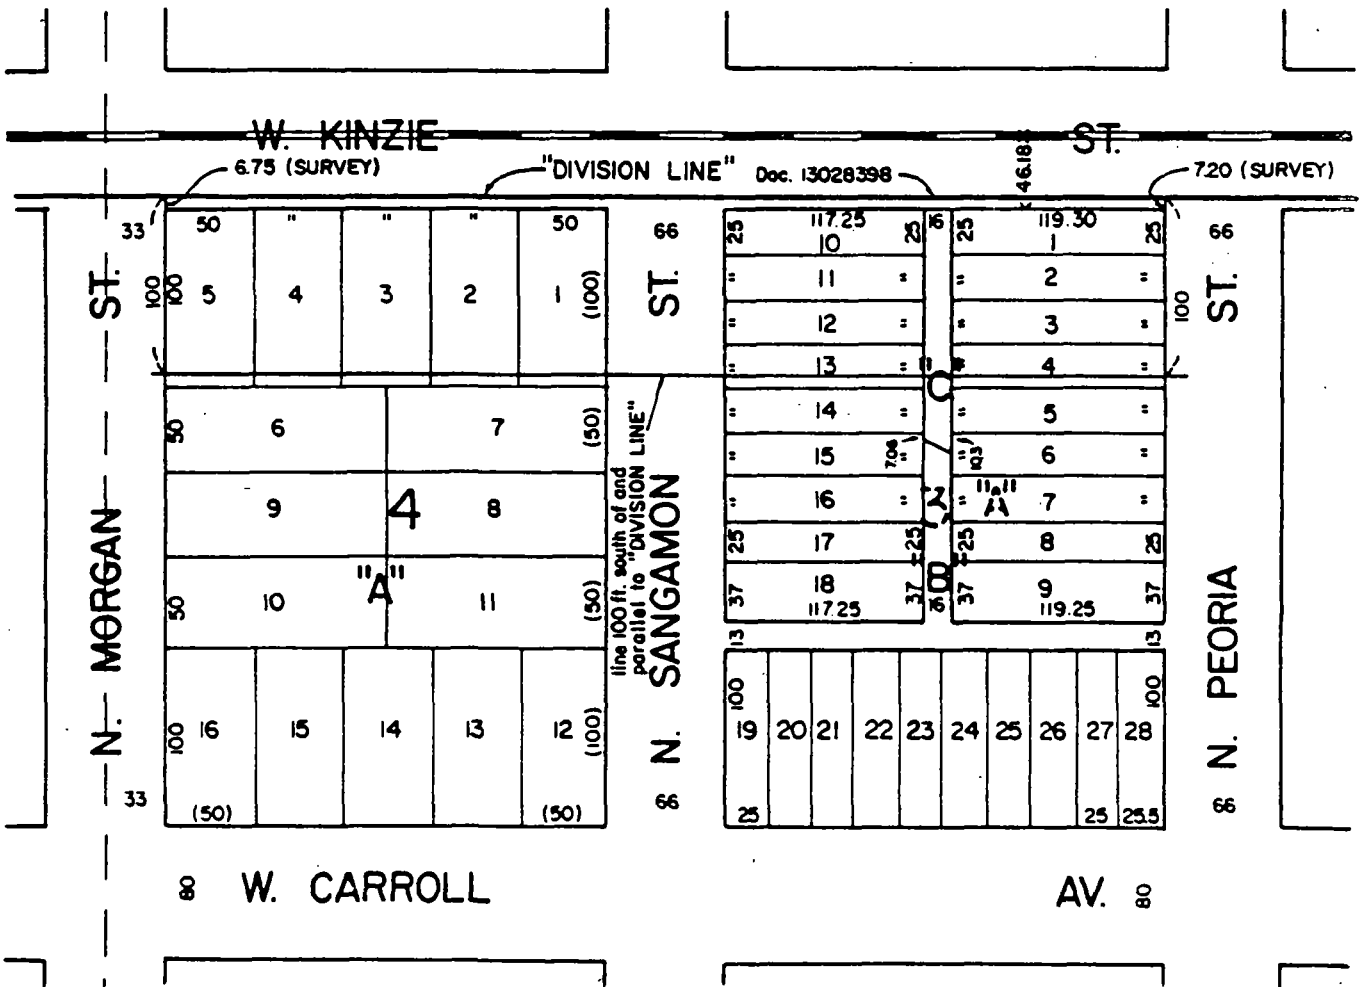 W. KINZIE ST.
6.75 (SURVEY)
"DIVISION LINE"
Doc. 13028398
46.18
7.20 (SURVEY)
33 50 " " " 50 66
100 100 5 4 3 2 1 (100)
50 6 7 (50)
9 4 8
"A"
50 10 11 (50)
100 16 15 14 13 12 (100)
33 (50) (50) 66
N. MORGAN ST.
line 100 ft. south of and
parallel to "DIVISION LINE"
N. SANGAMON ST.
117.25 16 119.30
25 10 25 25 1 25 66
" 11 " " 2 "
" 12 " " 3 " 100
" 13 " " 4 "
"C"
" 14 " " 5 "
7.06 10.3
" 15 " " 6 "
" 16 " "A" 7 "
25 17 25 25 8 25
"B"
37 18 37 16 37 9 37
117.25 119.25
13 13
100 100
19 20 21 22 23 24 25 26 27 28
25 25 25.5 66
N. PEORIA ST.
80 W. CARROLL AV. 80